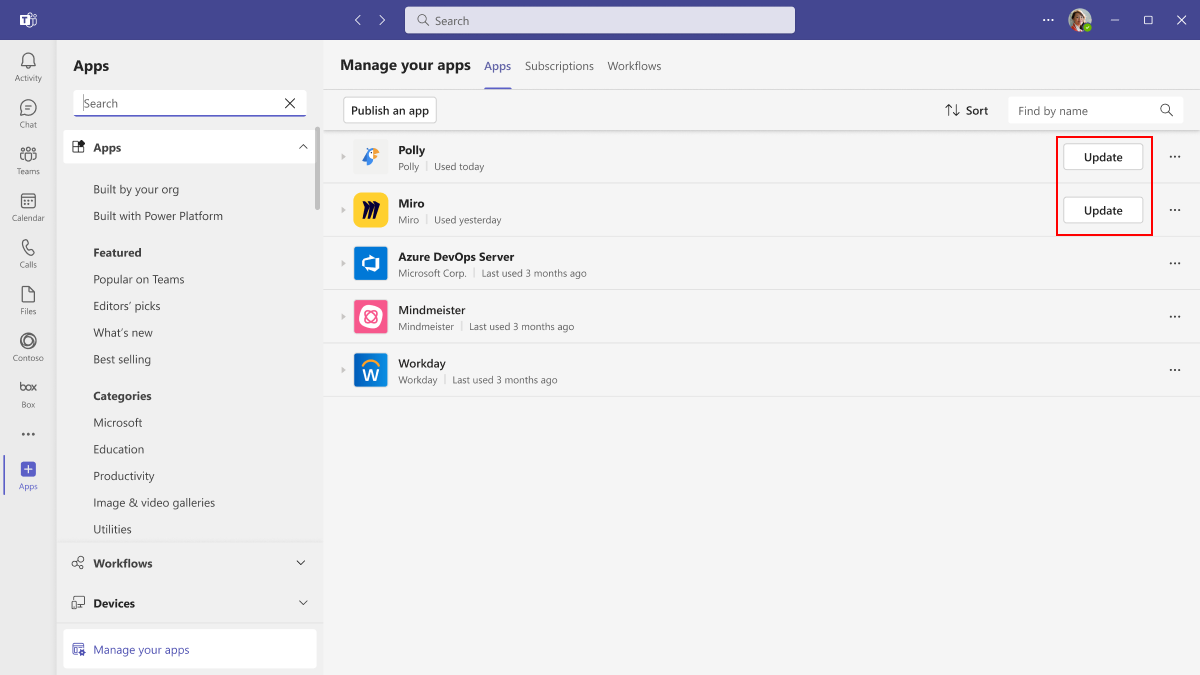 Search
Activity
Chat
Teams
Calendar
Calls
Files
Contoso
box
Box
Apps
Apps
Search
Apps
Built by your org
Built with Power Platform
Featured
Popular on Teams
Editors’ picks
What’s new
Best selling
Categories
Microsoft
Education
Productivity
Image & video galleries
Utilities
Workflows
Devices
Manage your apps
Manage your apps Apps Subscriptions Workflows
Publish an app Sort Find by name
Polly
Polly Used today
Update
Miro
Miro Used yesterday
Update
Azure DevOps Server
Microsoft Corp. Last used 3 months ago
Mindmeister
Mindmeister Last used 3 months ago
W
Workday
Workday Last used 3 months ago